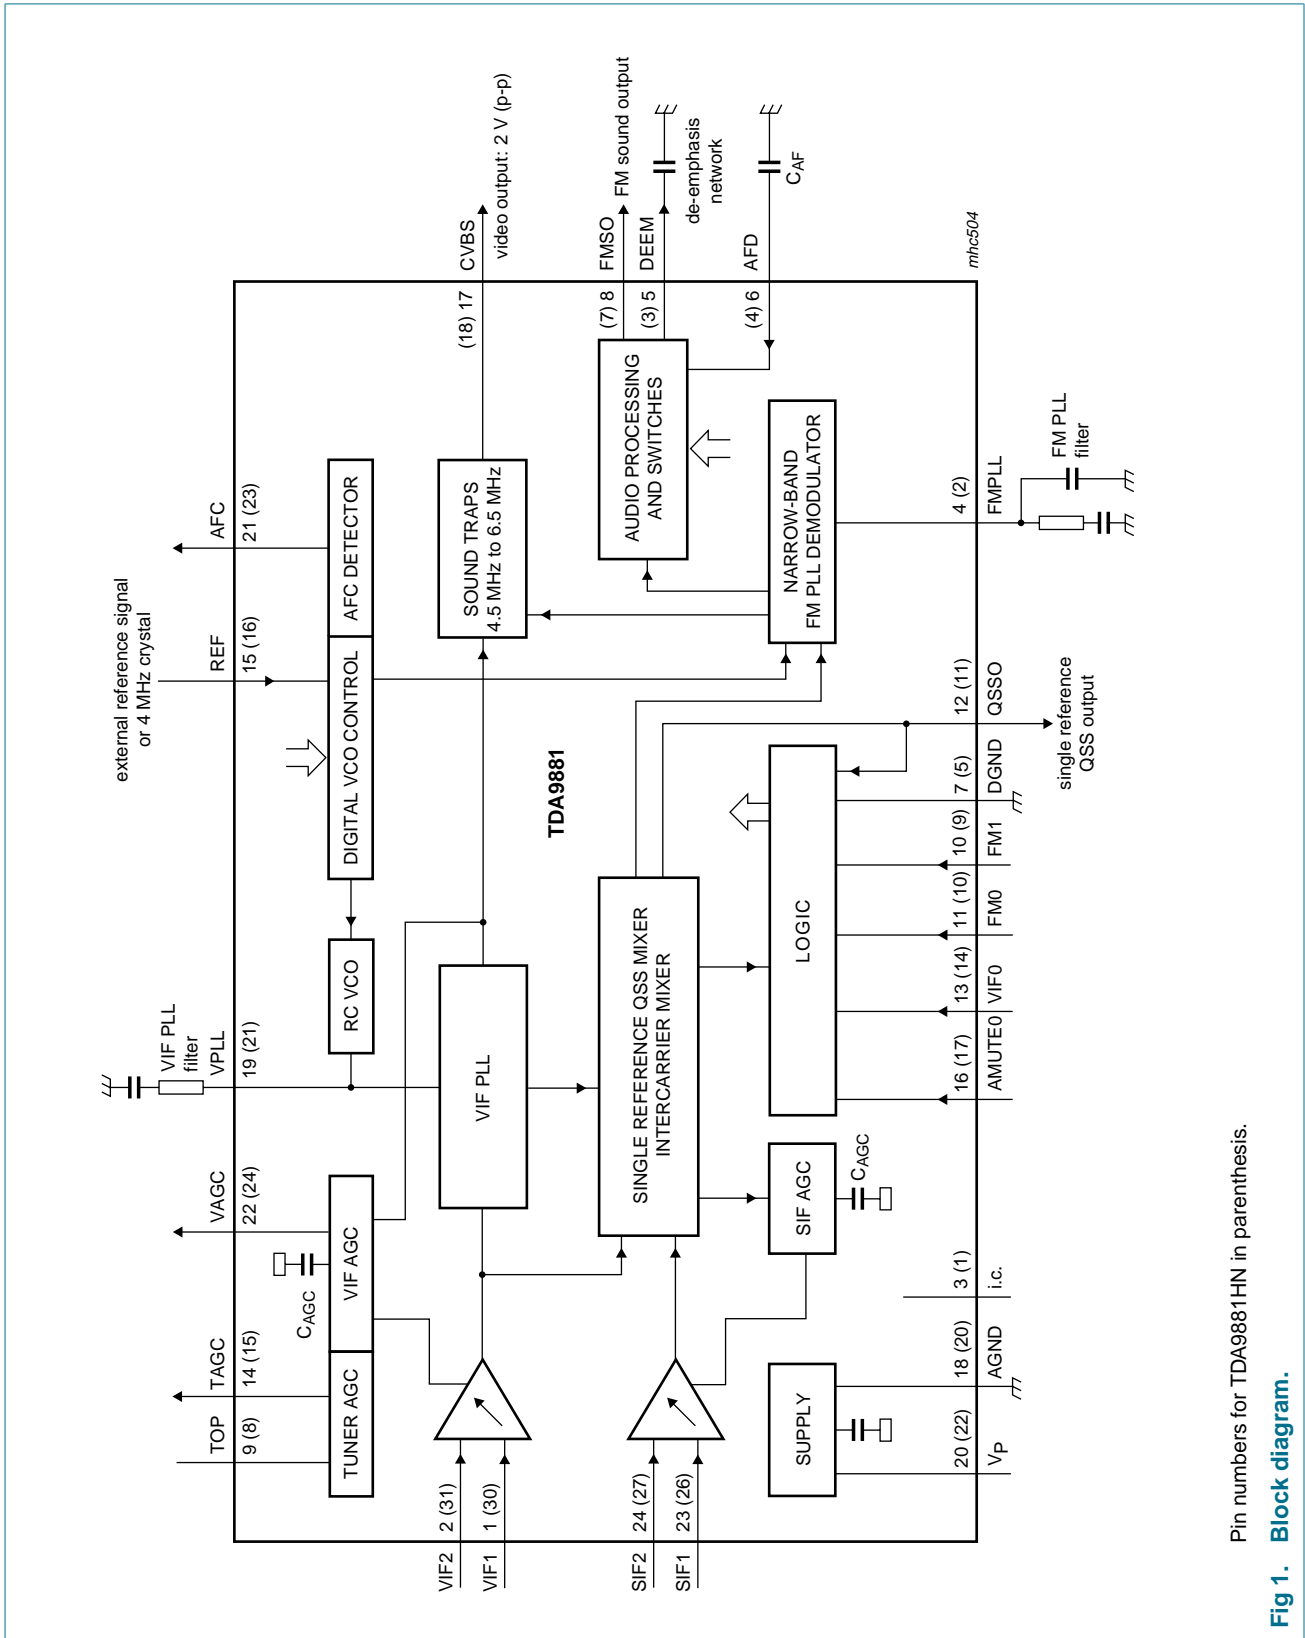 external reference signal
or 4 MHz crystal
VIF PLL
filter
TOP
9 (8)
TAGC
14 (15)
VAGC
22 (24)
VPLL
19 (21)
REF
15 (16)
AFC
21 (23)
CAGC
TUNER AGC
VIF AGC
RC VCO
DIGITAL VCO CONTROL
AFC DETECTOR
VIF2
2 (31)
VIF1
1 (30)
VIF PLL
SOUND TRAPS
4.5 MHz to 6.5 MHz
(18) 17
CVBS
video output: 2 V (p-p)
TDA9881
SIF2
24 (27)
SIF1
23 (26)
SINGLE REFERENCE QSS MIXER
INTERCARRIER MIXER
AUDIO PROCESSING
AND SWITCHES
(7) 8
FMSO
FM sound output
(3) 5
DEEM
de-emphasis
network
(4) 6
AFD
CAF
SUPPLY
SIF AGC
CAGC
LOGIC
NARROW-BAND
FM PLL DEMODULATOR
20 (22)
VP
18 (20)
AGND
3 (1)
i.c.
16 (17)
AMUTE0
13 (14)
VIF0
11 (10)
FM0
10 (9)
FM1
7 (5)
DGND
12 (11)
QSSO
4 (2)
FMPLL
mhc504
single reference
QSS output
FM PLL
filter
Pin numbers for TDA9881HN in parenthesis.
Fig 1. Block diagram.